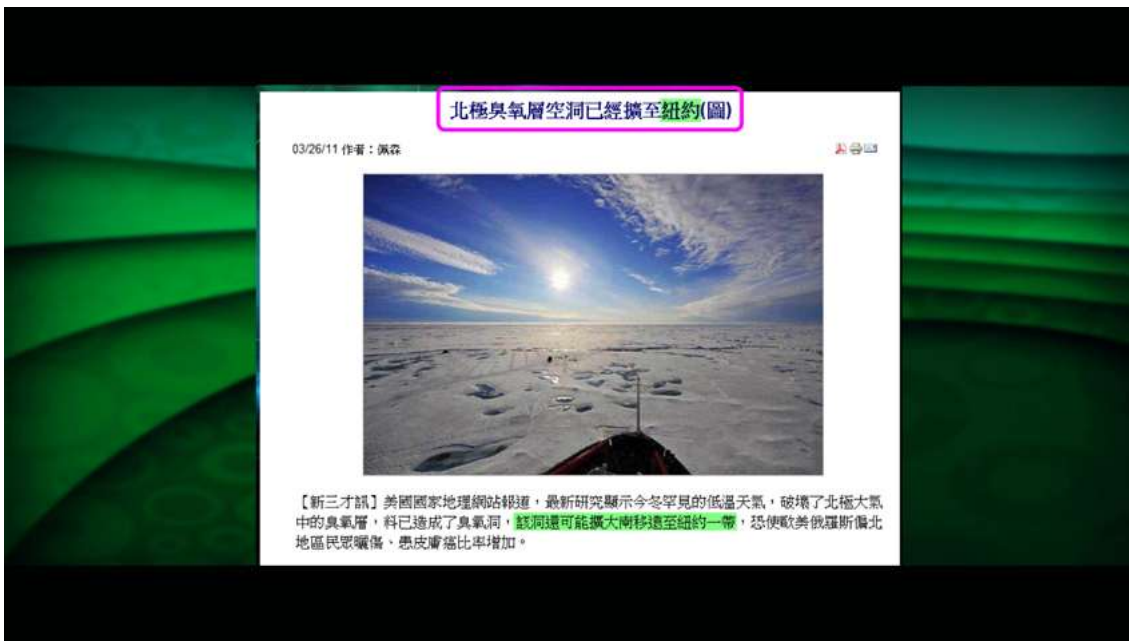 北極臭氧層空洞已經擴至紐約(圖)
03/26/11 作者：佩森
【新三才訊】美國國家地理網站報道，最新研究顯示今冬罕見的低溫天氣，破壞了北極大氣
中的臭氧層，料已造成了臭氧洞，該洞還可能擴大南移遠至紐約一帶，恐使歐美俄羅斯偏北
地區民眾曬傷、患皮膚癌比率增加。